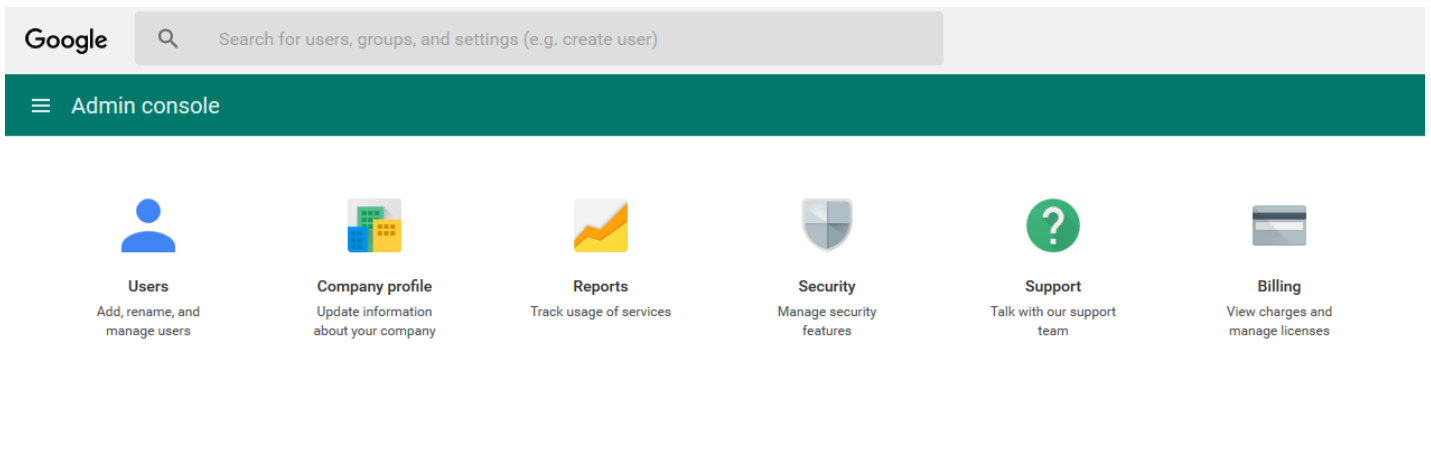 Google
Search for users, groups, and settings (e.g. create user)
Admin console
Users
Add, rename, and
manage users
Company profile
Update information
about your company
Reports
Track usage of services
Security
Manage security
features
?
Support
Talk with our support
team
Billing
View charges and
manage licenses